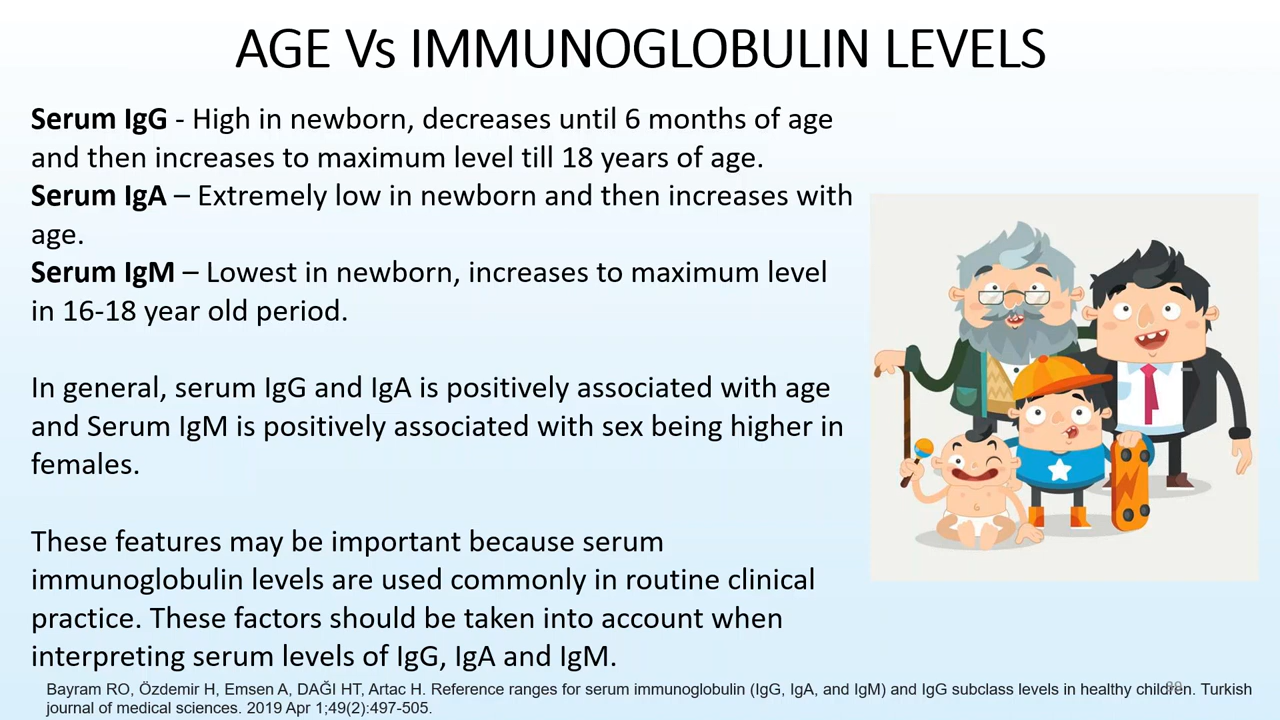 AGE Vs IMMUNOGLOBULIN LEVELS
Serum IgG - High in newborn, decreases until 6 months of age
and then increases to maximum level till 18 years of age.
Serum IgA – Extremely low in newborn and then increases with
age.
Serum IgM – Lowest in newborn, increases to maximum level
in 16-18 year old period.
In general, serum IgG and IgA is positively associated with age
and Serum IgM is positively associated with sex being higher in
females.
These features may be important because serum
immunoglobulin levels are used commonly in routine clinical
practice. These factors should be taken into account when
interpreting serum levels of IgG, IgA and IgM.
Bayram RO, Özdemir H, Emsen A, DAĞI HT, Artac H. Reference ranges for serum immunoglobulin (IgG, IgA, and IgM) and IgG subclass levels in healthy children. Turkish
journal of medical sciences. 2019 Apr 1;49(2):497-505.